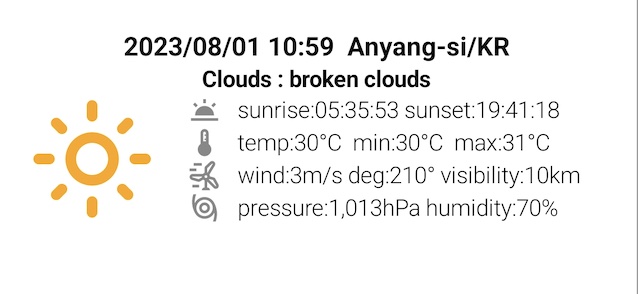 2023/08/01 10:59 Anyang-si/KR
Clouds : broken clouds
sunrise:05:35:53 sunset:19:41:18
temp:30°C min:30°C max:31°C
wind:3m/s deg:210° visibility:10km
pressure:1,013hPa humidity:70%